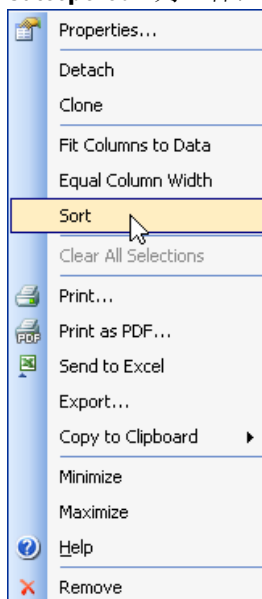 Properties...
Detach
Clone
Fit Columns to Data
Equal Column Width
Sort
Clear All Selections
Print...
PDF
Print as PDF...
Send to Excel
Export...
Copy to Clipboard
Minimize
Maximize
Help
Remove